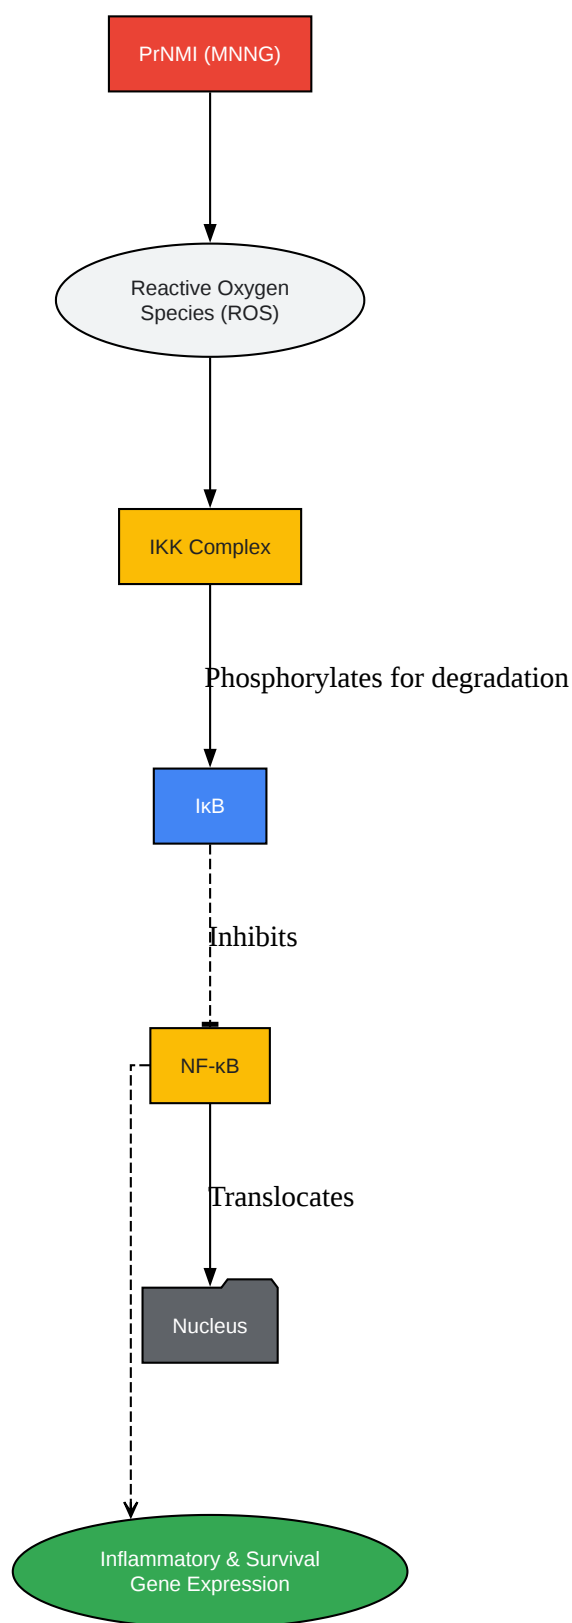 PrNMI (MNNG)
Reactive Oxygen
Species (ROS)
IKK Complex
Phosphorylates for degradation
IκB
Inhibits
NF-κB
Translocates
Nucleus
Inflammatory & Survival
Gene Expression